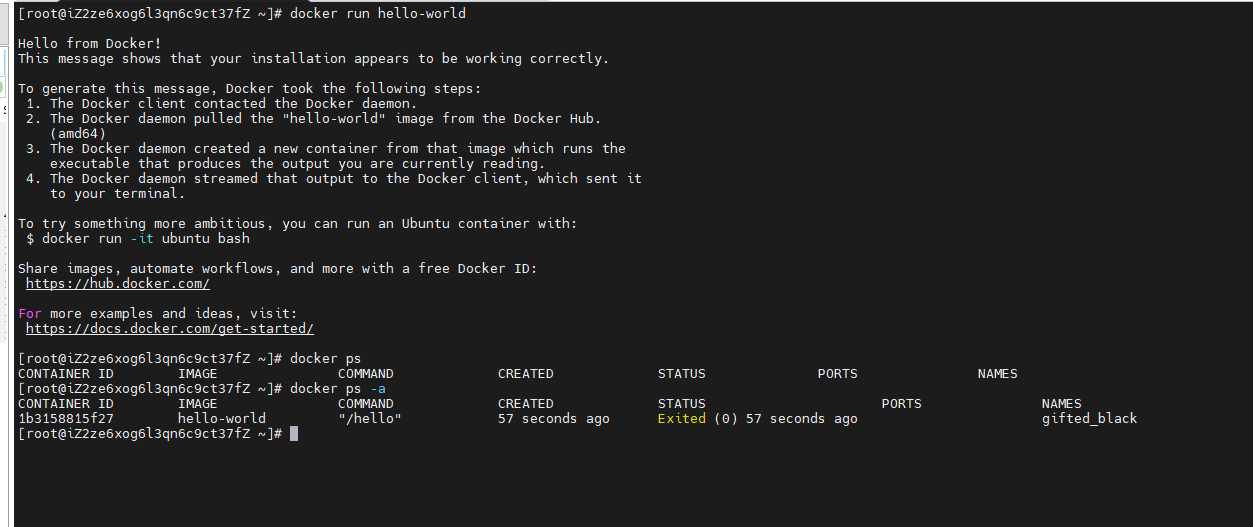 [root@iZ2ze6xog6l3qn6c9ct37fZ ~]# docker run hello-world
Hello from Docker!
This message shows that your installation appears to be working correctly.
To generate this message, Docker took the following steps:
1. The Docker client contacted the Docker daemon.
2. The Docker daemon pulled the "hello-world" image from the Docker Hub.
(amd64)
3. The Docker daemon created a new container from that image which runs the
executable that produces the output you are currently reading.
4. The Docker daemon streamed that output to the Docker client, which sent it
to your terminal.
To try something more ambitious, you can run an Ubuntu container with:
$ docker run -it ubuntu bash
Share images, automate workflows, and more with a free Docker ID:
https://hub.docker.com/
For more examples and ideas, visit:
https://docs.docker.com/get-started/
[root@iZ2ze6xog6l3qn6c9ct37fZ ~]# docker ps
CONTAINER ID IMAGE COMMAND CREATED STATUS PORTS NAMES
[root@iZ2ze6xog6l3qn6c9ct37fZ ~]# docker ps -a
CONTAINER ID IMAGE COMMAND CREATED STATUS PORTS NAMES
1b3158815f27 hello-world "/hello" 57 seconds ago Exited (0) 57 seconds ago gifted_black
[root@iZ2ze6xog6l3qn6c9ct37fZ ~]#